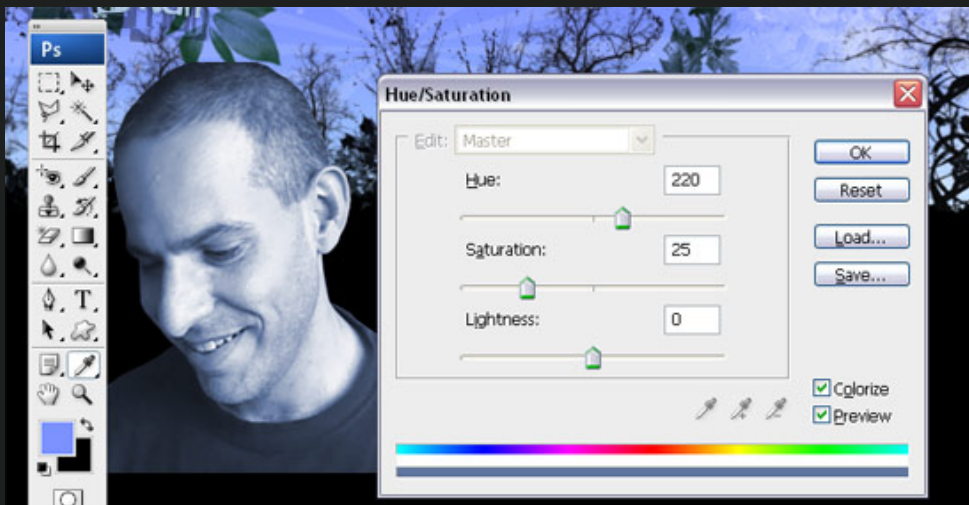 Ps
Hue/Saturation
Edit: Master
Hue: 220
Saturation: 25
Lightness: 0
OK
Reset
Load...
Save...
Colorize
Preview
T